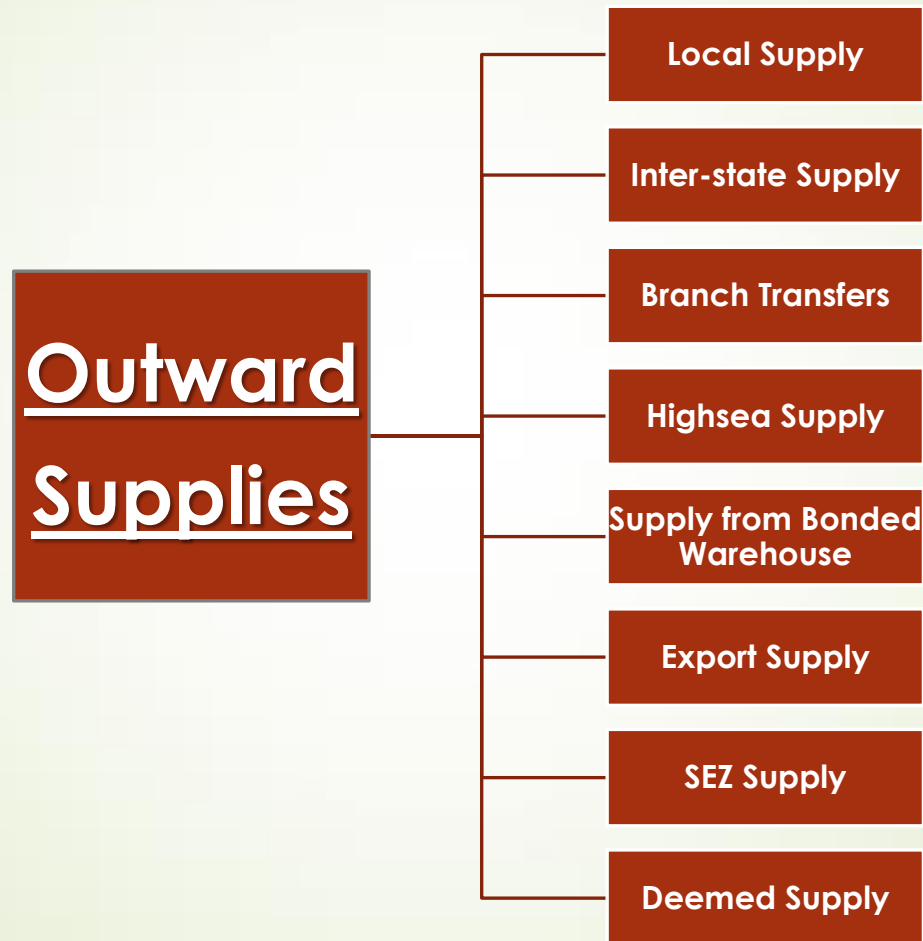 Outward
Supplies
Local Supply
Inter-state Supply
Branch Transfers
Highsea Supply
Supply from Bonded
Warehouse
Export Supply
SEZ Supply
Deemed Supply